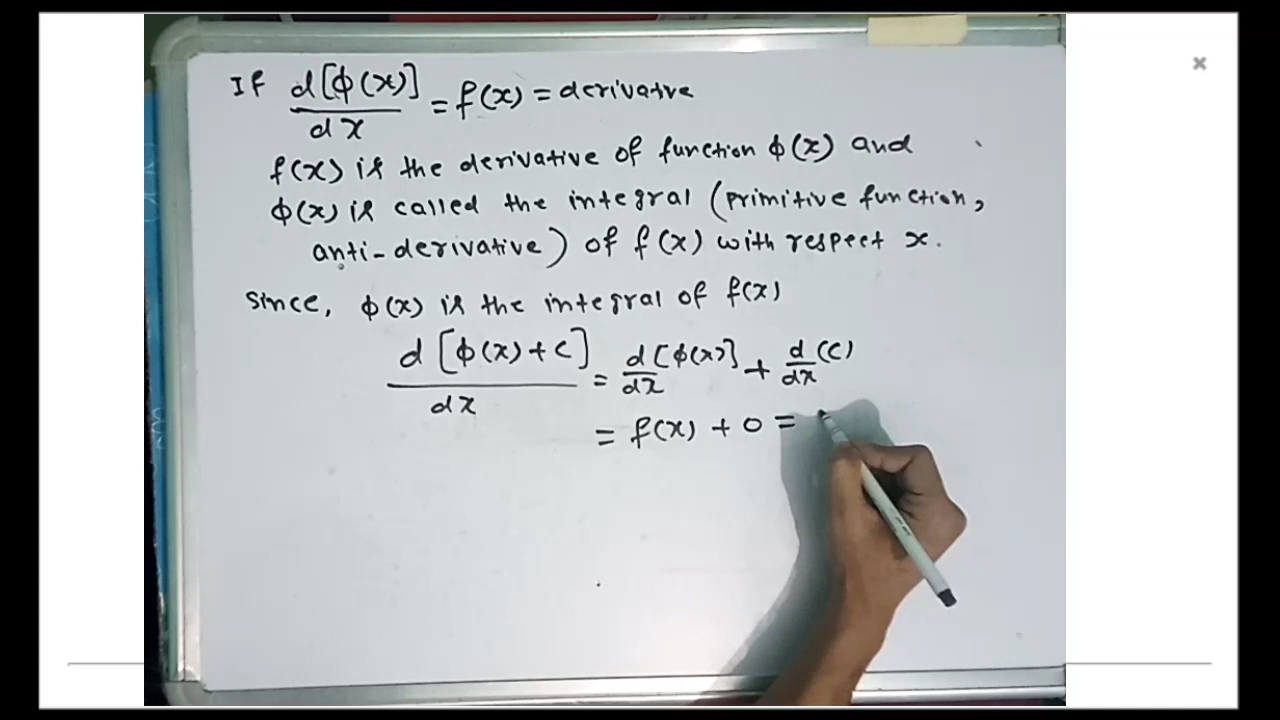 If d[ϕ(x)]/dx = f(x) = derivative
f(x) is the derivative of function ϕ(x) and
ϕ(x) is called the integral (primitive function,
anti-derivative) of f(x) with respect x.
Since, ϕ(x) is the integral of f(x)
d[ϕ(x)+c]/dx = d[ϕ(x)]/dx + d/dx (c)
= f(x) + 0 =